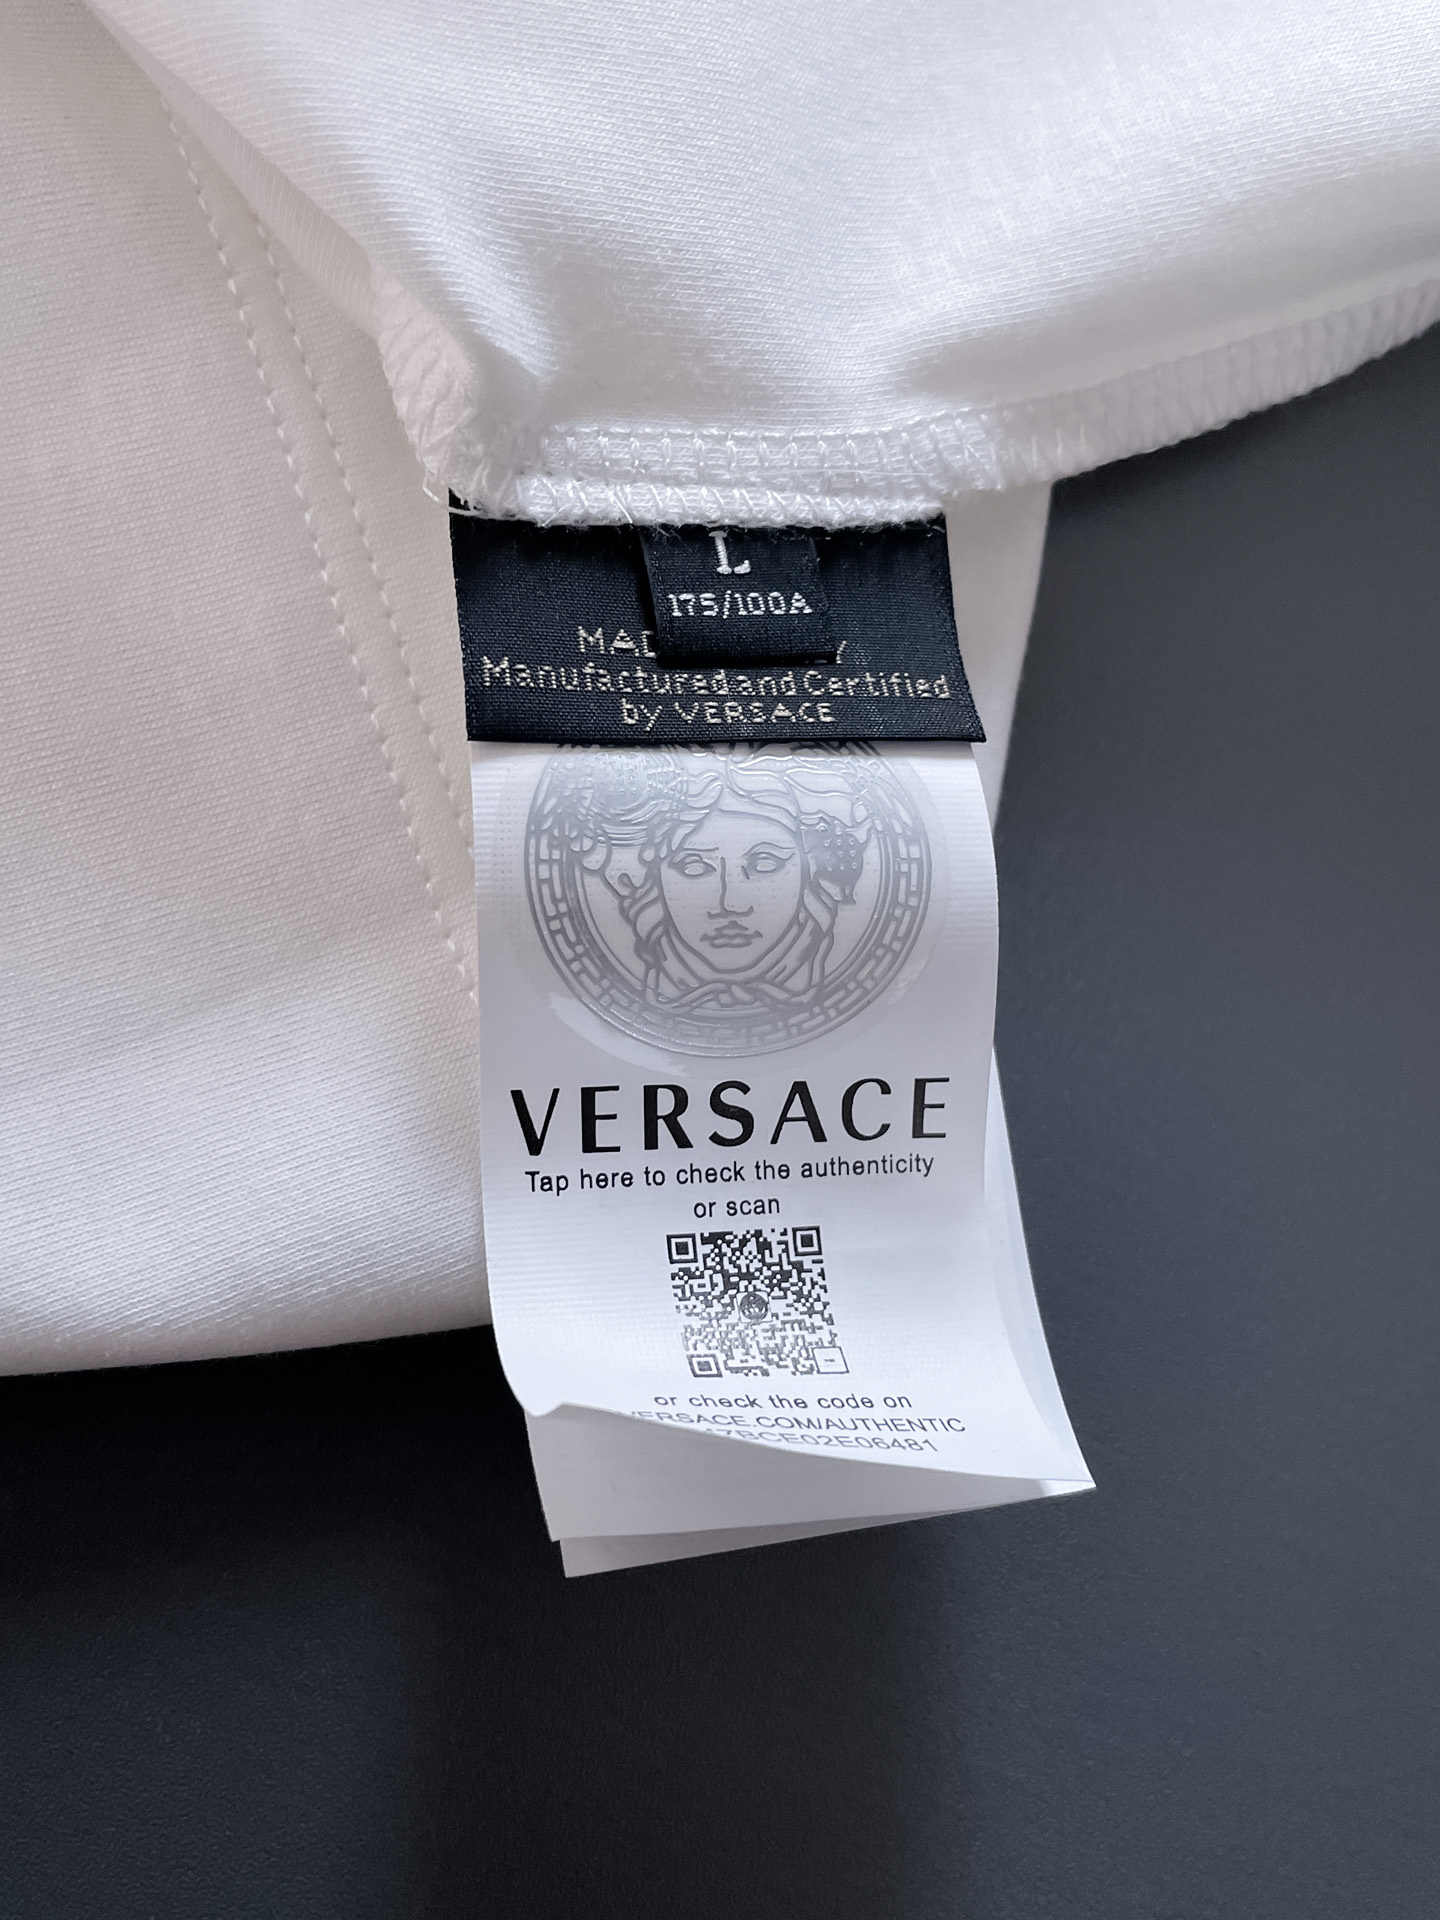 L
175/100A
Manufactured and Certified
by VERSACE
VERSACE
Tap here to check the authenticity
or scan
or check the code on
VERSACE.COM/AUTHENTIC